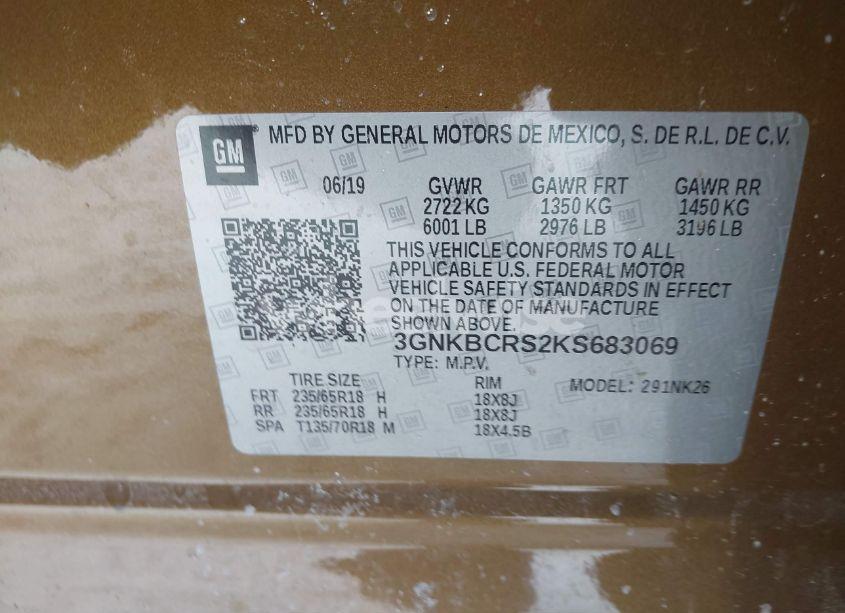 GM
MFD BY GENERAL MOTORS DE MEXICO, S. DE R.L. DE C.V.
06/19 GVWR GAWR FRT GAWR RR
2722 KG 1350 KG 1450 KG
6001 LB 2976 LB 3196 LB
THIS VEHICLE CONFORMS TO ALL
APPLICABLE U.S. FEDERAL MOTOR
VEHICLE SAFETY STANDARDS IN EFFECT
ON THE DATE OF MANUFACTURE
SHOWN ABOVE.
3GNKBCRS2KS683069
TYPE: M.P.V.
TIRE SIZE RIM MODEL: 291NK26
FRT 235/65R18 H 18X8J
RR 235/65R18 H 18X8J
SPA T135/70R18 M 18X4.5B